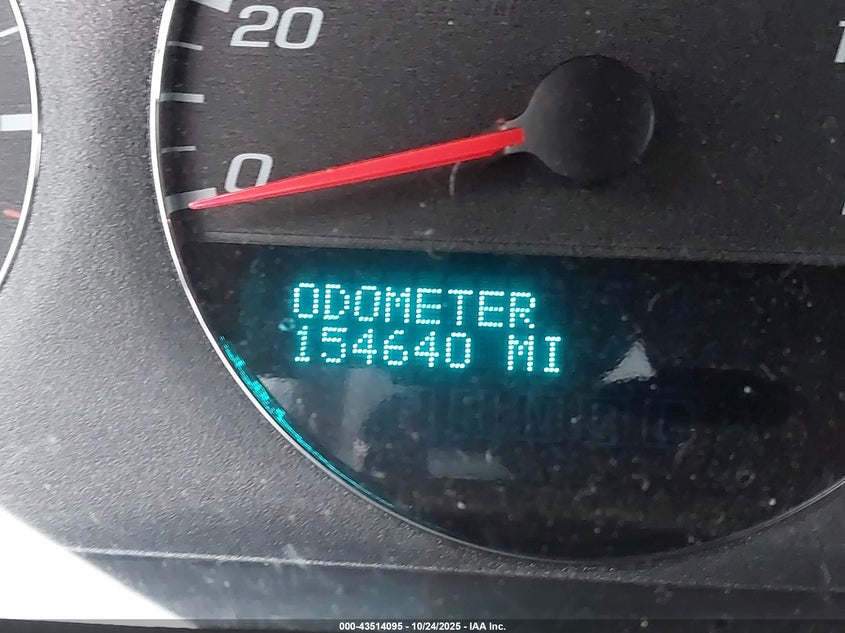 20
0
ODOMETER
154640 MI
000-43514095 - 10/24/2025 - IAA Inc.